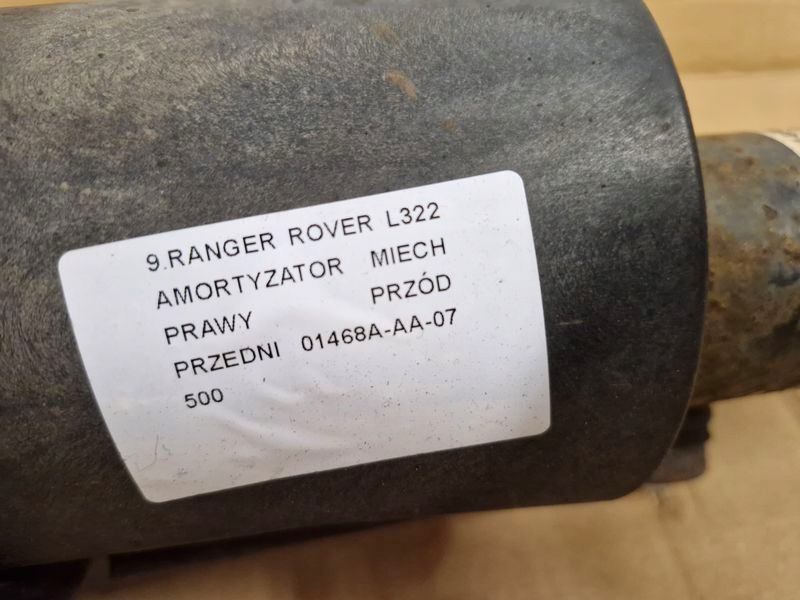 9.RANGER ROVER L322
AMORTYZATOR MIECH
PRAWY PRZÓD
PRZEDNI 01468A-AA-07
500